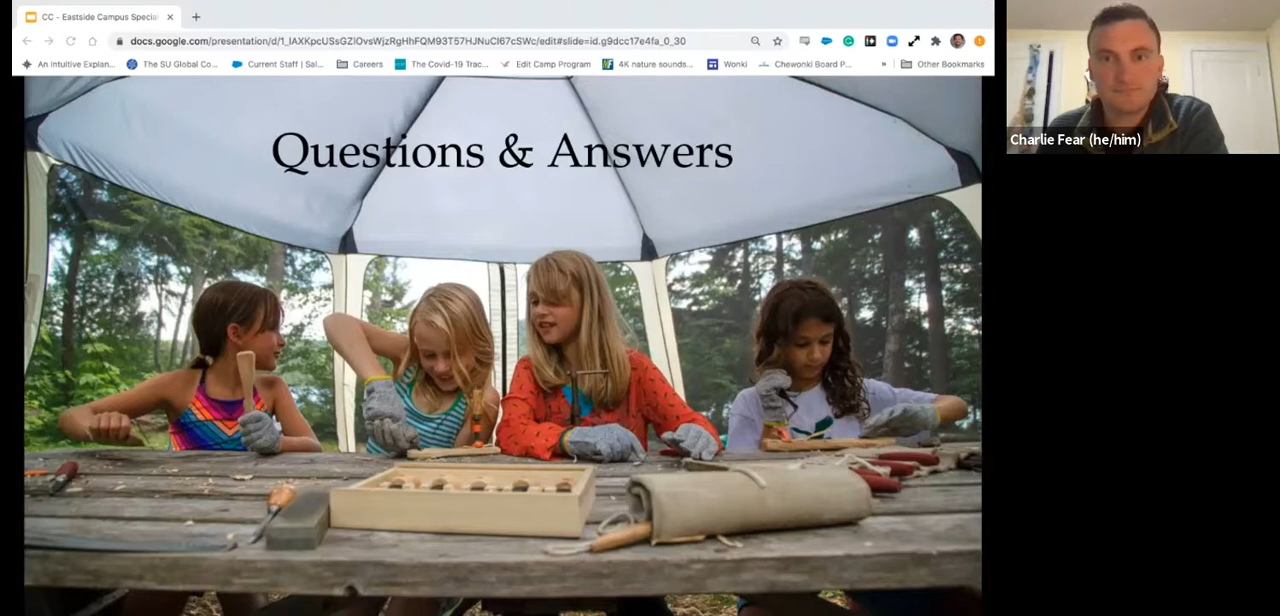 CC - Eastside Campus Special
docs.google.com/presentation/d/1_IAXKpcUSsGZlOvsWjzRgHhFQM93T57HJNuCI67cSWc/edit#slide=id.g9dcc17e4fa_0_30
An Intuitive Explan...
The SU Global Co...
Current Staff | Sal...
Careers
The Covid-19 Trac...
Edit Camp Program
4K nature sounds...
Wonki
Chewonki Board P...
»
Other Bookmarks
Questions & Answers
Charlie Fear (he/him)